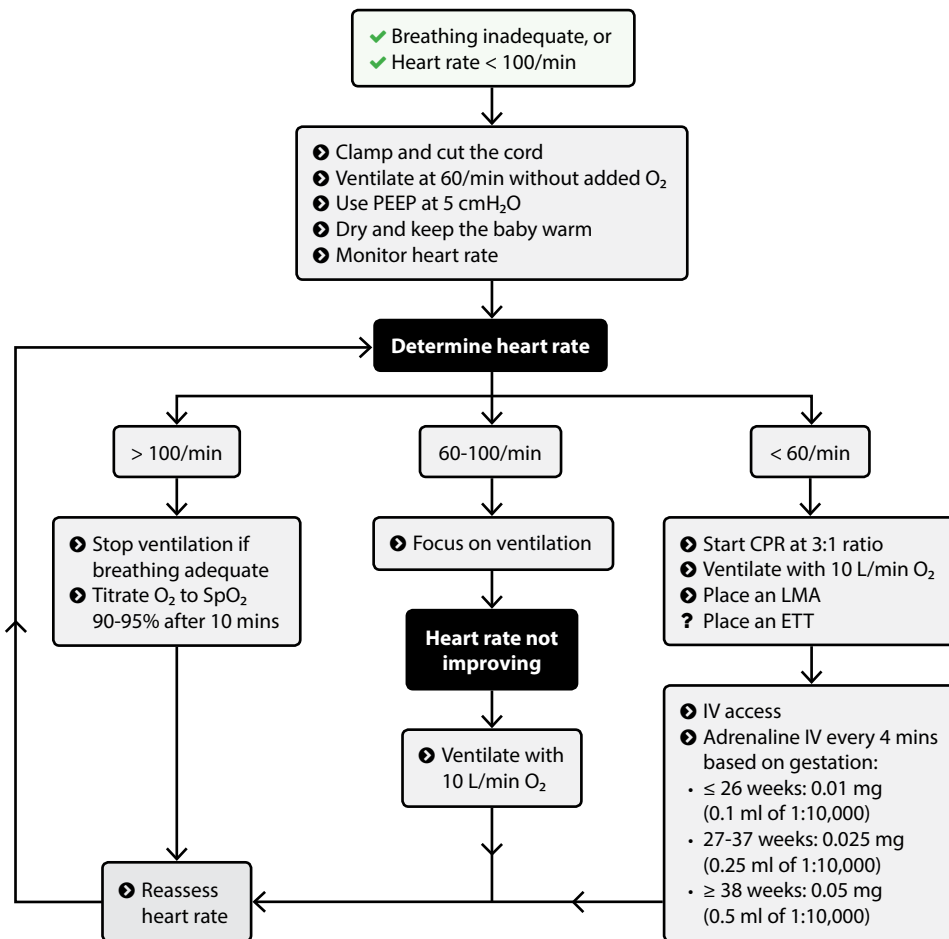 Breathing inadequate, or
Heart rate < 100/min
Clamp and cut the cord
Ventilate at 60/min without added O₂
Use PEEP at 5 cmH₂O
Dry and keep the baby warm
Monitor heart rate
Determine heart rate
> 100/min
60-100/min
< 60/min
Stop ventilation if
breathing adequate
Titrate O₂ to SpO₂
90-95% after 10 mins
Focus on ventilation
Heart rate not
improving
Ventilate with
10 L/min O₂
Start CPR at 3:1 ratio
Ventilate with 10 L/min O₂
Place an LMA
? Place an ETT
IV access
Adrenaline IV every 4 mins
based on gestation:
· ≤ 26 weeks: 0.01 mg
(0.1 ml of 1:10,000)
· 27-37 weeks: 0.025 mg
(0.25 ml of 1:10,000)
· ≥ 38 weeks: 0.05 mg
(0.5 ml of 1:10,000)
Reassess
heart rate